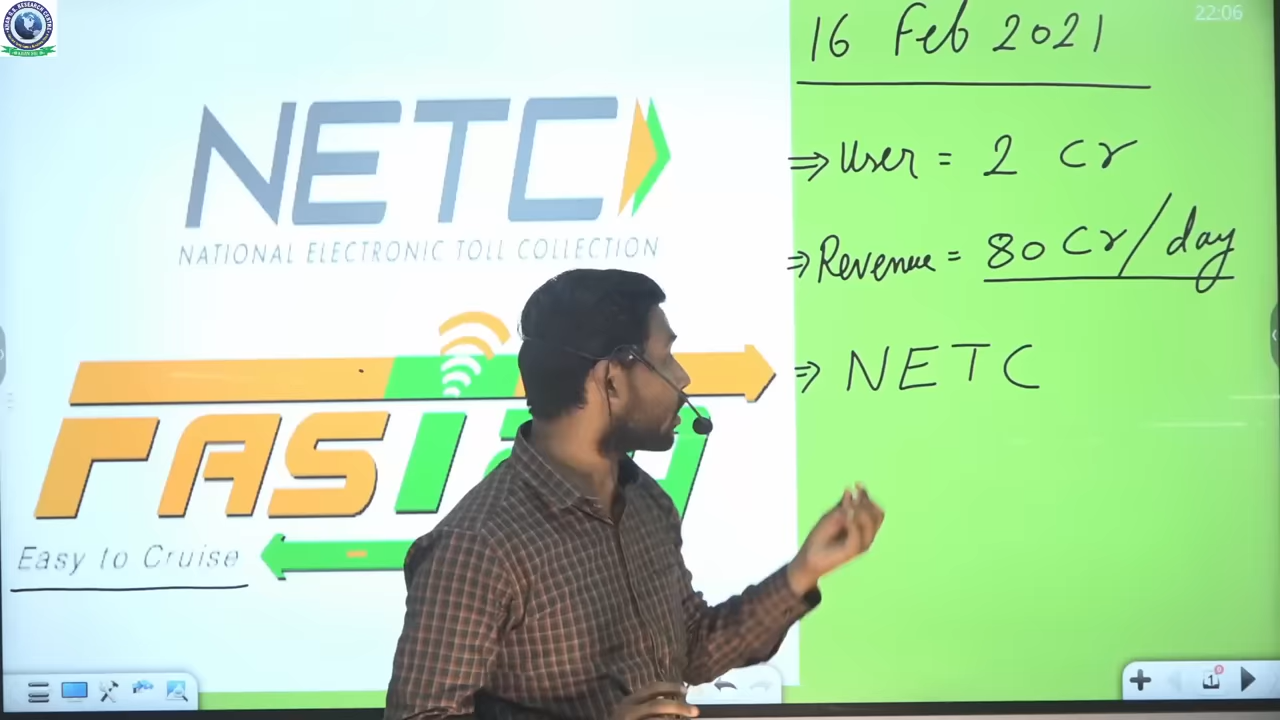 22:06
16 Feb 2021
NETC
NATIONAL ELECTRONIC TOLL COLLECTION
⇒ User = 2 Cr
⇒ Revenue = 80 Cr/day
⇒ NETC
Easy to Cruise
1